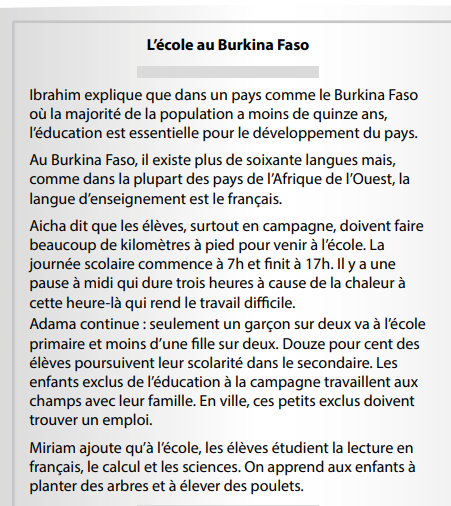 L’école au Burkina Faso
Ibrahim explique que dans un pays comme le Burkina Faso
où la majorité de la population a moins de quinze ans,
l’éducation est essentielle pour le développement du pays.
Au Burkina Faso, il existe plus de soixante langues mais,
comme dans la plupart des pays de l’Afrique de l’Ouest, la
langue d’enseignement est le français.
Aicha dit que les élèves, surtout en campagne, doivent faire
beaucoup de kilomètres à pied pour venir à l’école. La
journée scolaire commence à 7h et finit à 17h. Il y a une
pause à midi qui dure trois heures à cause de la chaleur à
cette heure-là qui rend le travail difficile.
Adama continue : seulement un garçon sur deux va à l’école
primaire et moins d’une fille sur deux. Douze pour cent des
élèves poursuivent leur scolarité dans le secondaire. Les
enfants exclus de l’éducation à la campagne travaillent aux
champs avec leur famille. En ville, ces petits exclus doivent
trouver un emploi.
Miriam ajoute qu’à l’école, les élèves étudient la lecture en
français, le calcul et les sciences. On apprend aux enfants à
planter des arbres et à élever des poulets.